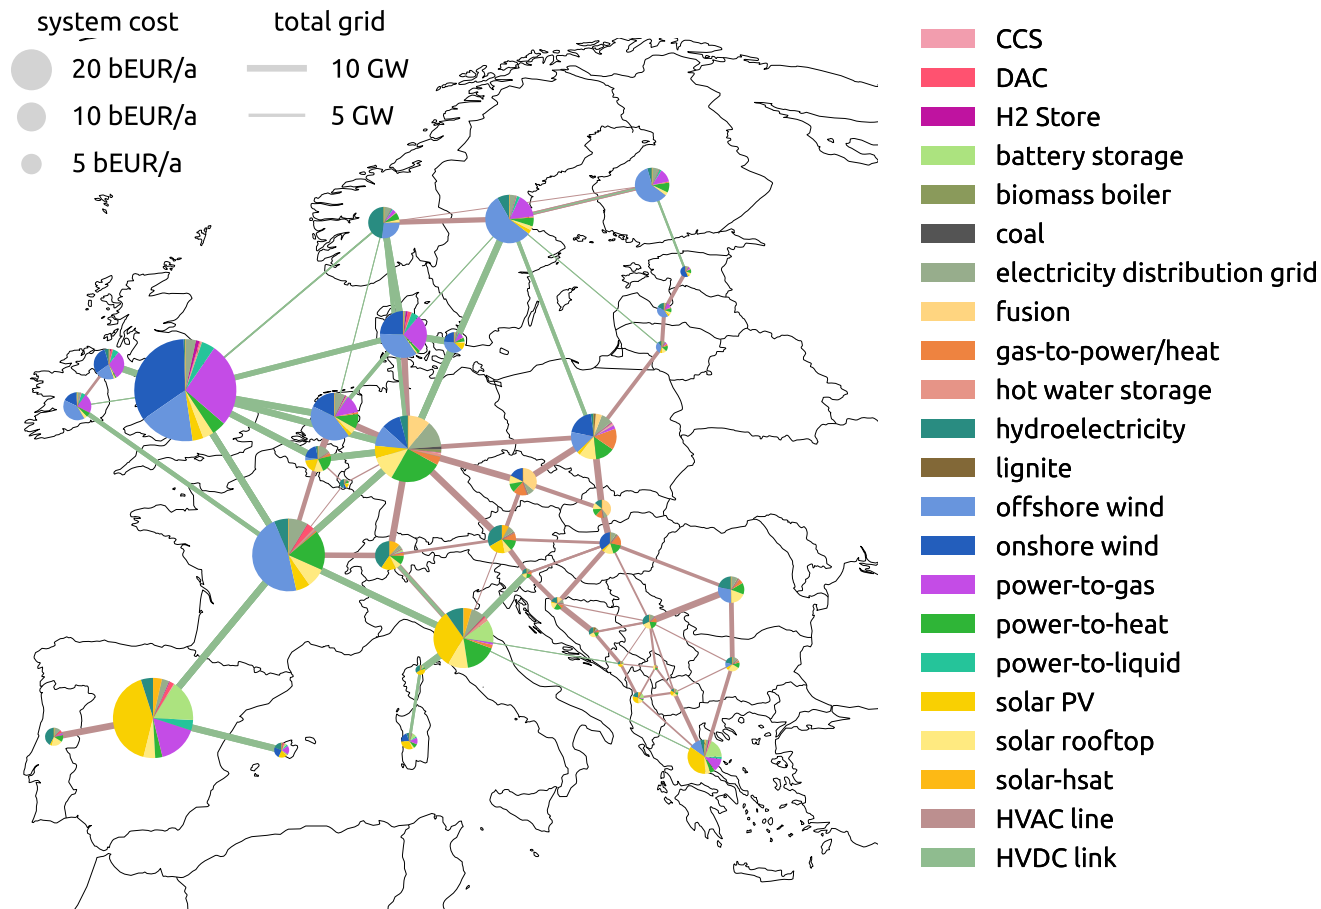 system cost
total grid
20 bEUR/a
10 GW
10 bEUR/a
5 GW
5 bEUR/a
CCS
DAC
H2 Store
battery storage
biomass boiler
coal
electricity distribution grid
fusion
gas-to-power/heat
hot water storage
hydroelectricity
lignite
offshore wind
onshore wind
power-to-gas
power-to-heat
power-to-liquid
solar PV
solar rooftop
solar-hsat
HVAC line
HVDC link